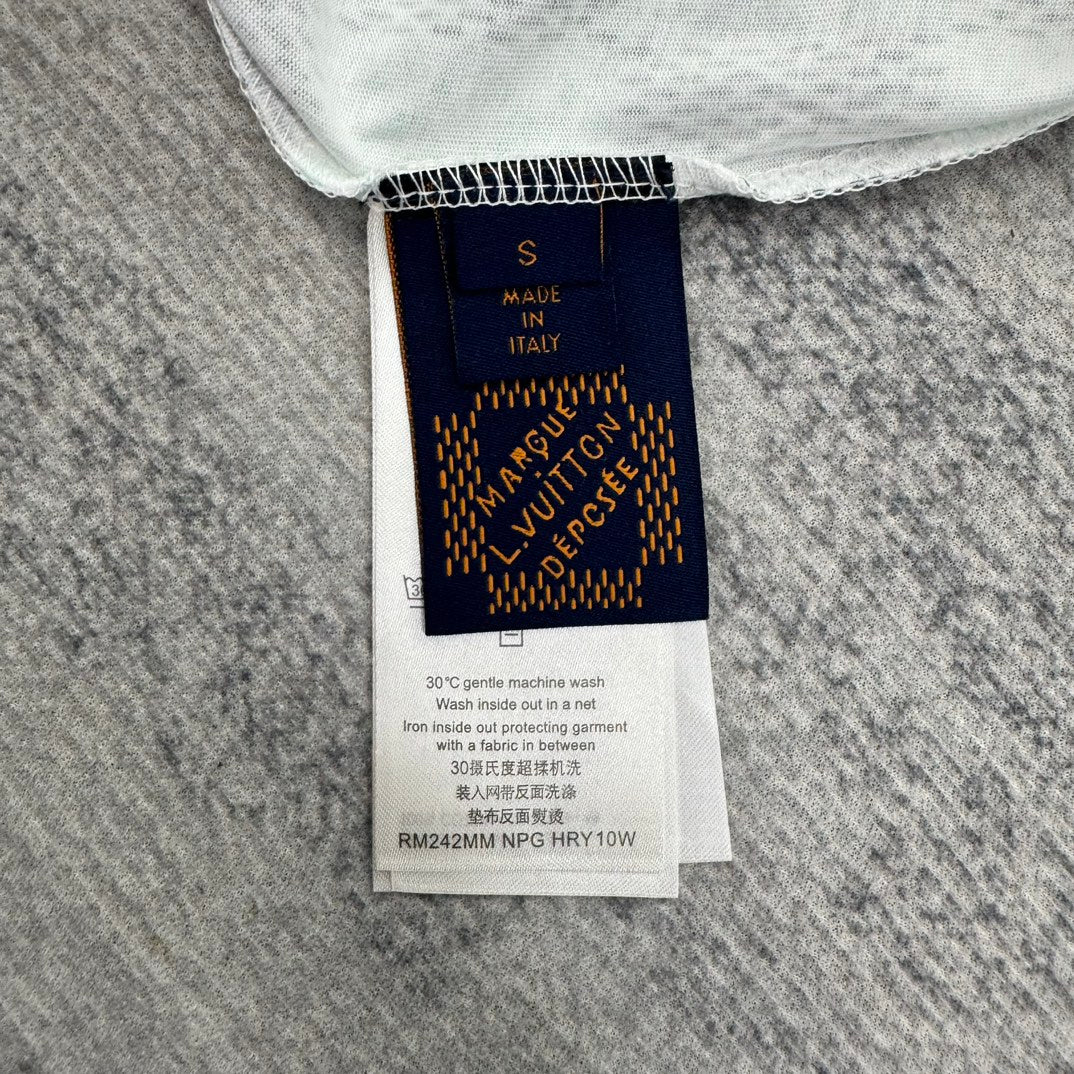 S
MADE
IN
ITALY
MARQUE
L.VUITTON
DÉPOSÉE
30
30°C gentle machine wash
Wash inside out in a net
Iron inside out protecting garment
with a fabric in between
30摄氏度超揉机洗
装入网带反面洗涤
垫布反面熨烫
RM242MM NPG HRY10W